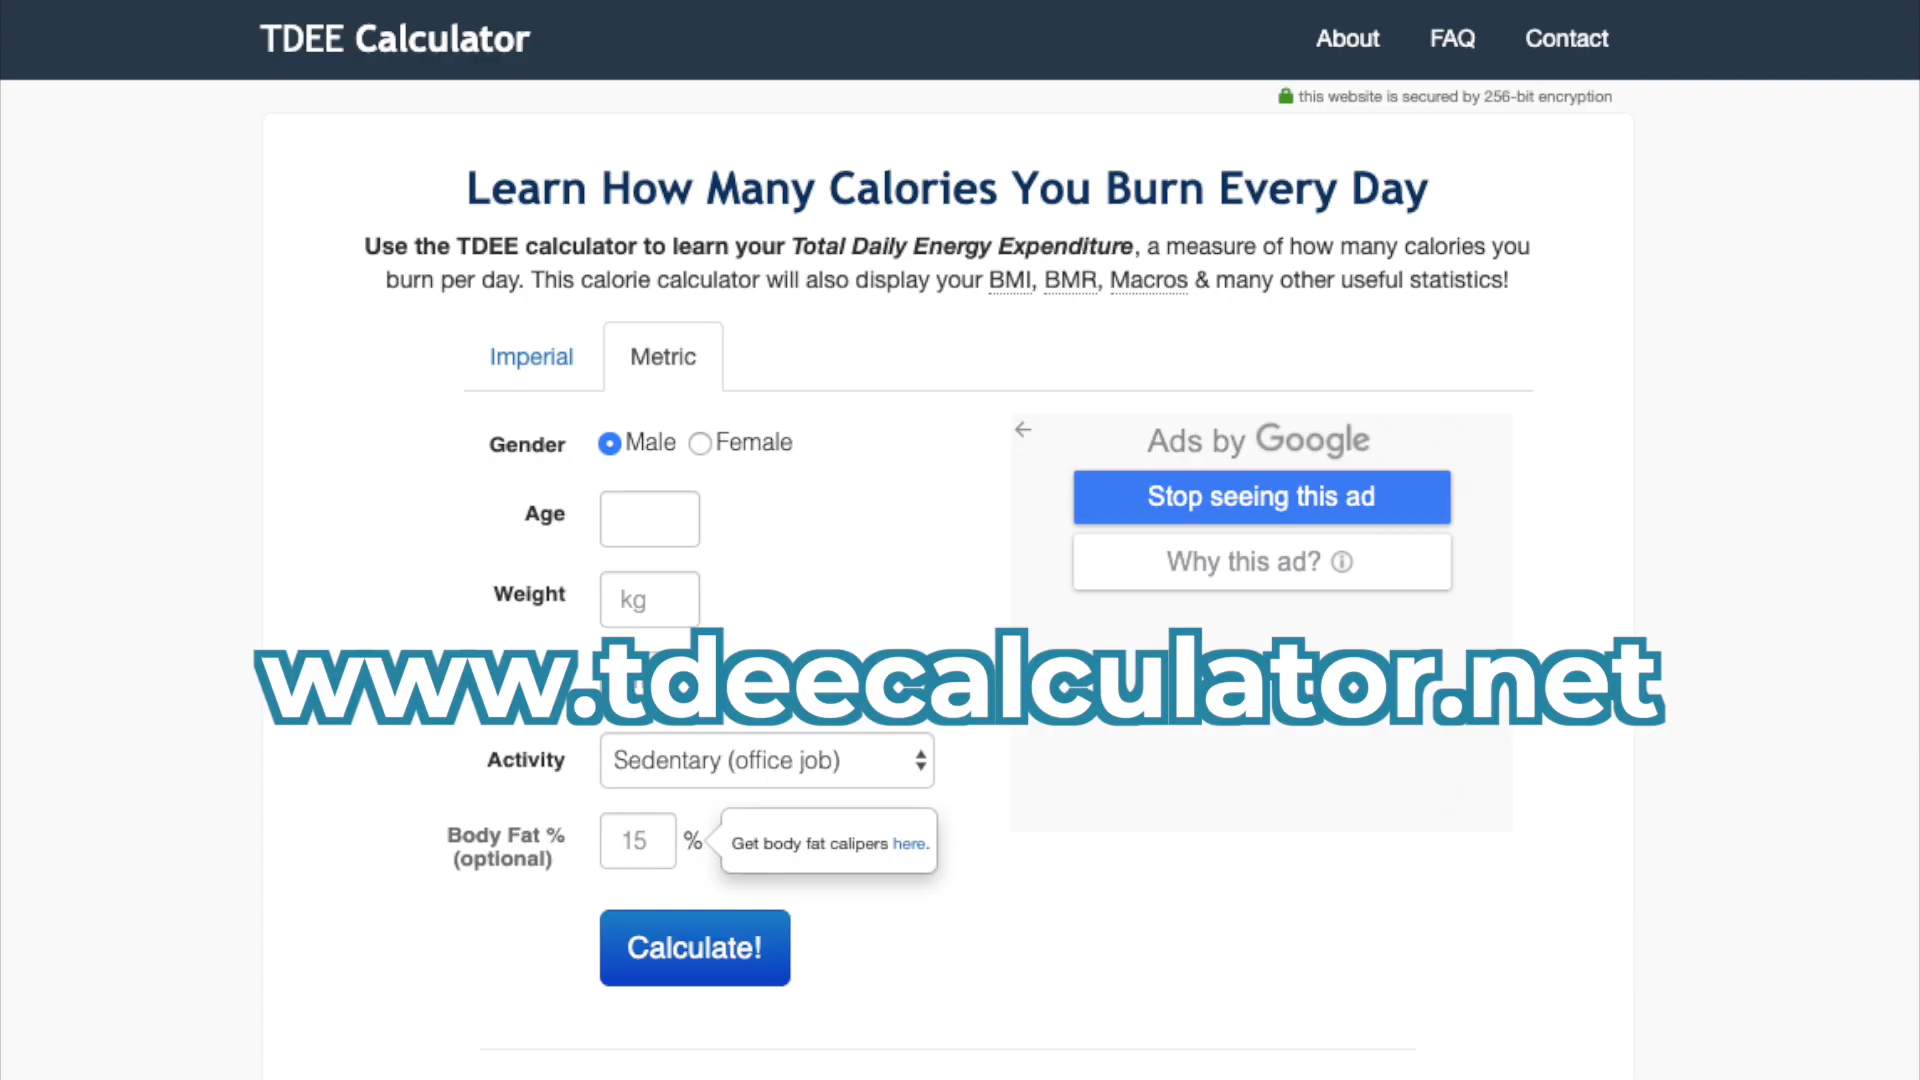 TDEE Calculator
About FAQ Contact
this website is secured by 256-bit encryption
Learn How Many Calories You Burn Every Day
Use the TDEE calculator to learn your Total Daily Energy Expenditure, a measure of how many calories you
burn per day. This calorie calculator will also display your BMI, BMR, Macros & many other useful statistics!
Imperial Metric
Gender Male Female
Ads by Google
Stop seeing this ad
Age
Why this ad?
Weight kg
www.tdeecalculator.net
Activity Sedentary (office job)
Body Fat %
(optional)
15 %
Get body fat calipers here.
Calculate!